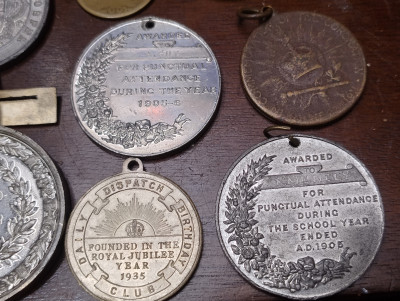 AWARDED
FOR PUNCTUAL
ATTENDANCE
DURING THE YEAR
DAILY DISPATCH BIRTHDAY CLUB
FOUNDED IN THE
ROYAL JUBILEE
YEAR
1935
AWARDED
TO
FOR
PUNCTUAL ATTENDANCE
DURING
THE SCHOOL YEAR
ENDED
A.D. 1905